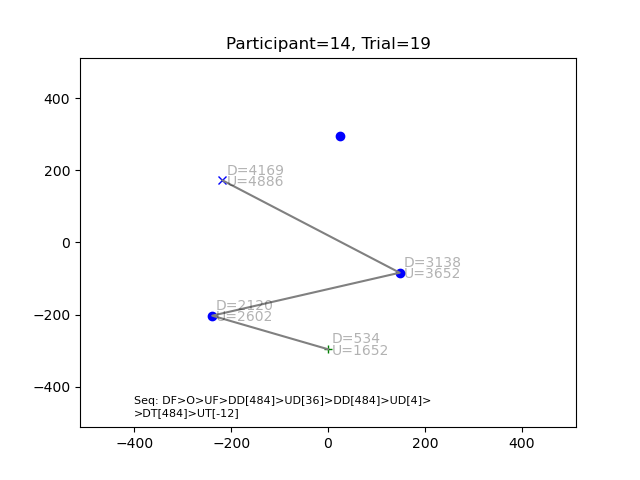 Participant=14, Trial=19
400
200
0
−200
−400
D=4169
U=4886
D=3138
U=3652
D=2120
U=2602
D=534
U=1652
Seq: DF>O>UF>DD[484]>UD[36]>DD[484]>UD[4]>
>DT[484]>UT[-12]
−400 −200 0 200 400